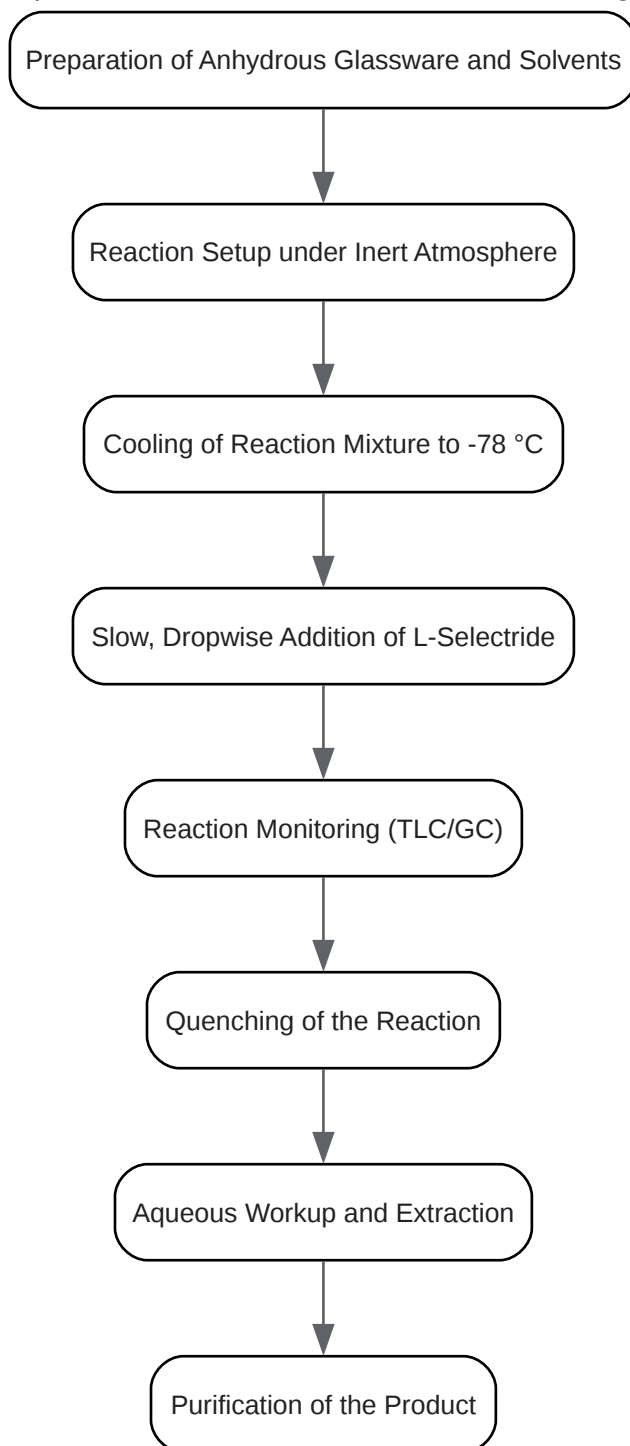 Preparation of Anhydrous Glassware and Solvents
Reaction Setup under Inert Atmosphere
Cooling of Reaction Mixture to -78 °C
Slow, Dropwise Addition of L-Selectride
Reaction Monitoring (TLC/GC)
Quenching of the Reaction
Aqueous Workup and Extraction
Purification of the Product